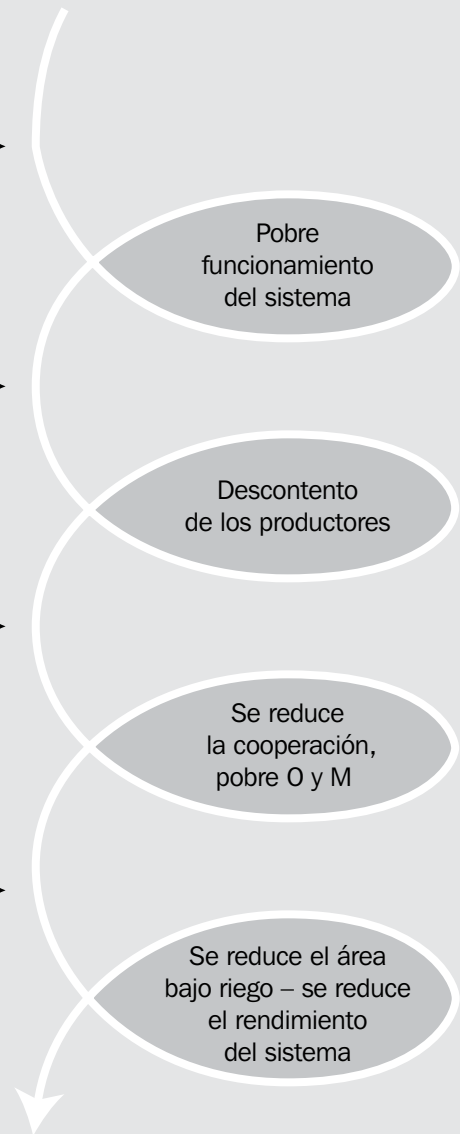 Pobre
funcionamiento
del sistema
Descontento
de los productores
Se reduce
la cooperación,
pobre O y M
Se reduce el área
bajo riego – se reduce
el rendimiento
del sistema